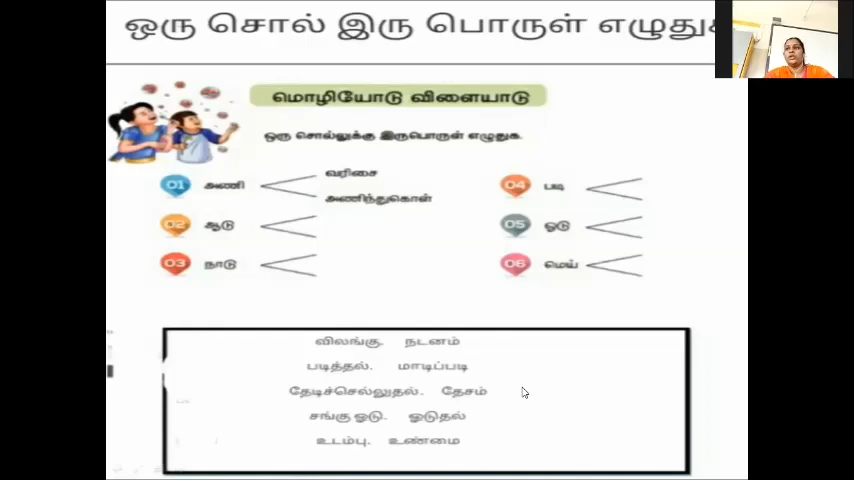 ஒரு சொல் இரு பொருள் எழுதுக
மொழியோடு விளையாடு
ஒரு சொல்லுக்கு இருபொருள் எழுதுக.
01 அணி
வரிசை
அணிந்துகொள்
02 ஆடு
03 நாடு
04 படி
05 ஓடு
06 மெய்
விலங்கு. நடனம்
படித்தல். மாடிப்படி
தேடிச்செல்லுதல். தேசம்
சங்கு ஓடு. ஓடுதல்
உடம்பு. உண்மை